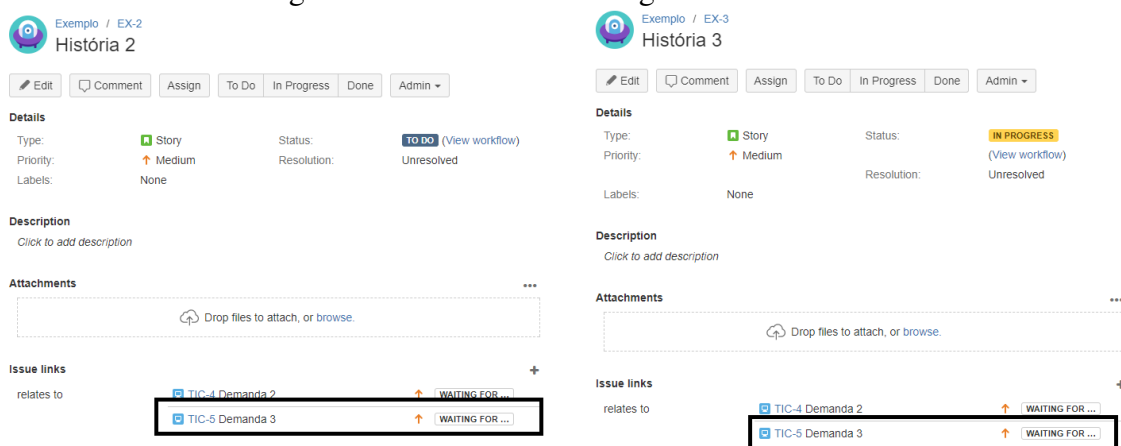 Exemplo / EX-2
História 2
Edit Comment Assign To Do In Progress Done Admin
Details
Type: Story Status: TO DO (View workflow)
Priority: Medium Resolution: Unresolved
Labels: None
Description
Click to add description
Attachments
Drop files to attach, or browse.
Issue links
relates to TIC-4 Demanda 2 WAITING FOR ...
TIC-5 Demanda 3 WAITING FOR ...
Exemplo / EX-3
História 3
Edit Comment Assign To Do In Progress Done Admin
Details
Type: Story Status: IN PROGRESS
Priority: Medium (View workflow)
Resolution: Unresolved
Labels: None
Description
Click to add description
Attachments
Drop files to attach, or browse.
Issue links
relates to TIC-4 Demanda 2 WAITING FOR ...
TIC-5 Demanda 3 WAITING FOR ...